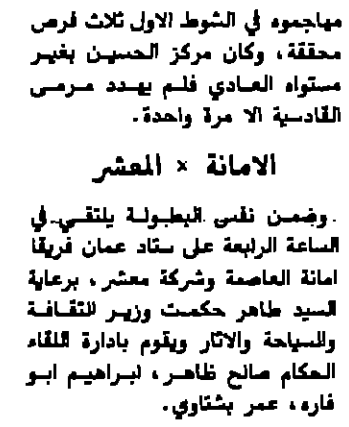 مهاجموه في الشوط الاول ثلاث فرص
محققة، وكان مركز الحسين بغير
مستواه العادي فلم يهدد مرمى
القادسية الا مرة واحدة.
الامانة × المعشر
وضمن نفس البطولة يلتقي في
الساعة الرابعة على ستاد عمان فريقا
امانة العاصمة وشركة معشر، برعاية
السيد طاهر حكمت وزير الثقافة
والسياحة والاثار ويقوم بادارة اللقاء
الحكام صالح ظاهر، ابراهيم ابو
فاره، عمر بشتاوي.